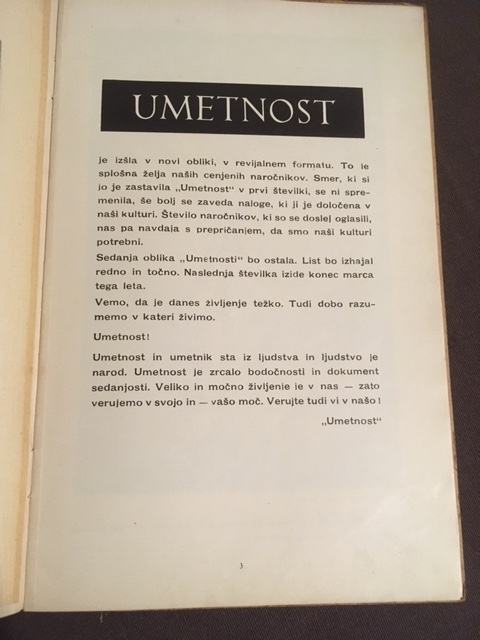 UMETNOST
je izšla v novi obliki, v revijalnem formatu. To je
splošna želja naših cenjenih naročnikov. Smer, ki si
jo je zastavila „Umetnost“ v prvi številki, se ni spre-
menila, še bolj se zaveda naloge, ki ji je določena v
naši kulturi. Število naročnikov, ki so se doslej oglasili,
nas pa navdaja s prepričanjem, da smo naši kulturi
potrebni.
Sedanja oblika „Umetnosti“ bo ostala. List bo izhajal
redno in točno. Naslednja številka izide konec marca
tega leta.
Vemo, da je danes življenje težko. Tudi dobo razu-
memo v kateri živimo.
Umetnost!
Umetnost in umetnik sta iz ljudstva in ljudstvo je
narod. Umetnost je zrcalo bodočnosti in dokument
sedanjosti. Veliko in močno življenje je v nas — zato
verujemo v svojo in — vašo moč. Verujte tudi vi v našo!
„Umetnost“
3